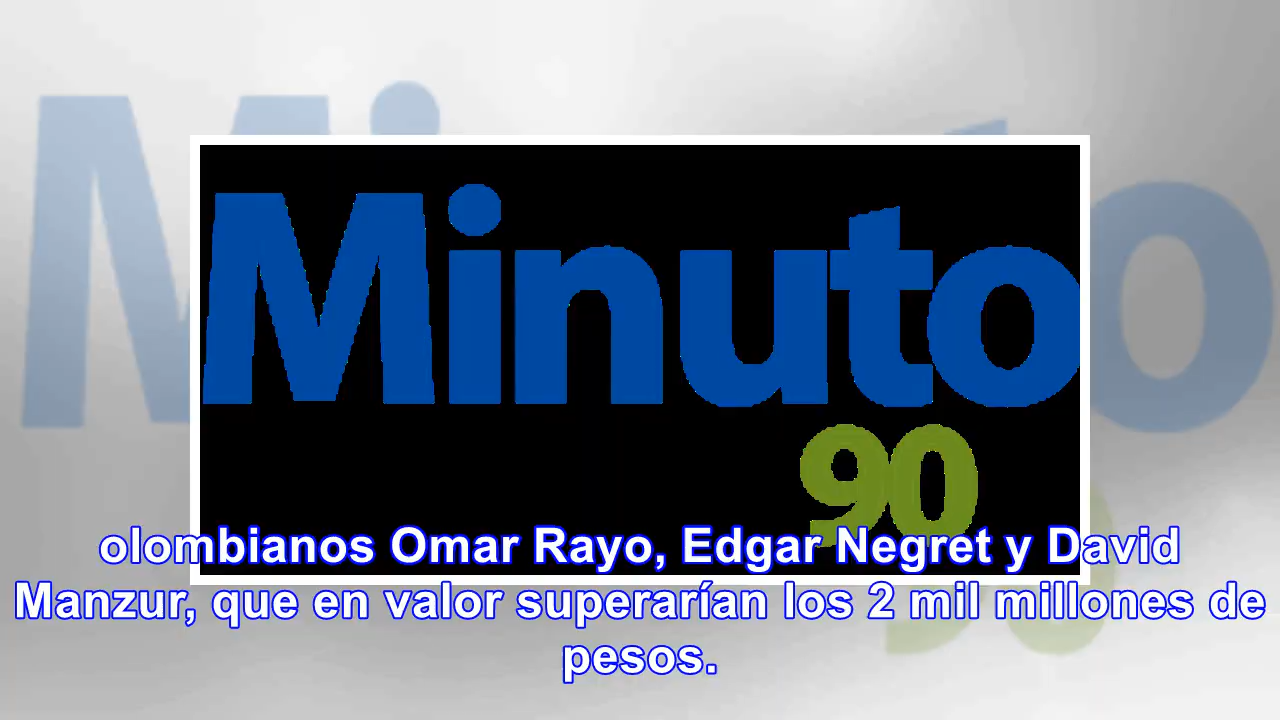 Minuto
90
olombianos Omar Rayo, Edgar Negret y David
Manzur, que en valor superarían los 2 mil millones de
pesos.